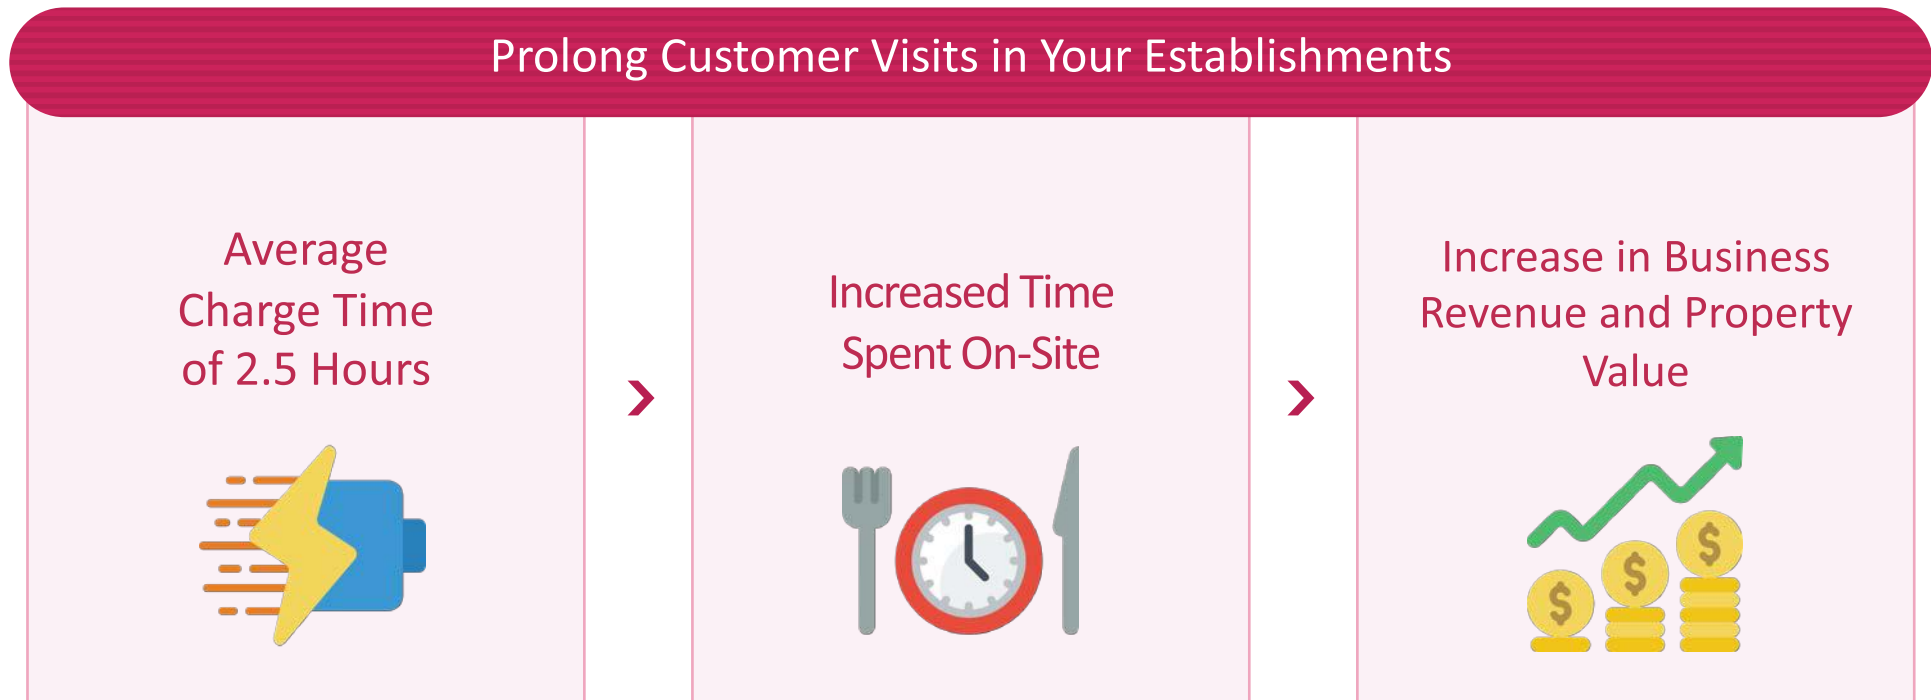 Prolong Customer Visits in Your Establishments
Average
Charge Time
of 2.5 Hours
Increased Time
Spent On-Site
Increase in Business
Revenue and Property
Value
$
$
$